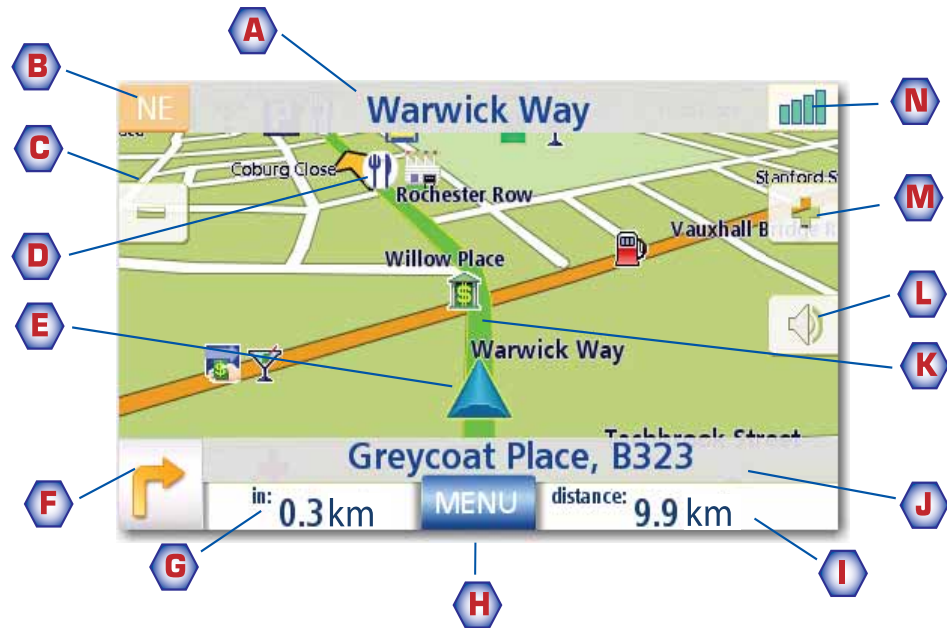 A
B
N
NE
Warwick Way
C
Coburg Close
Stanford S
Rochester Row
M
Vauxhall Bridge R
D
Willow Place
L
E
Warwick Way
K
Tachbrook Street
Greycoat Place, B323
F
J
in:
0.3 km
MENU
distance:
9.9 km
G
I
H